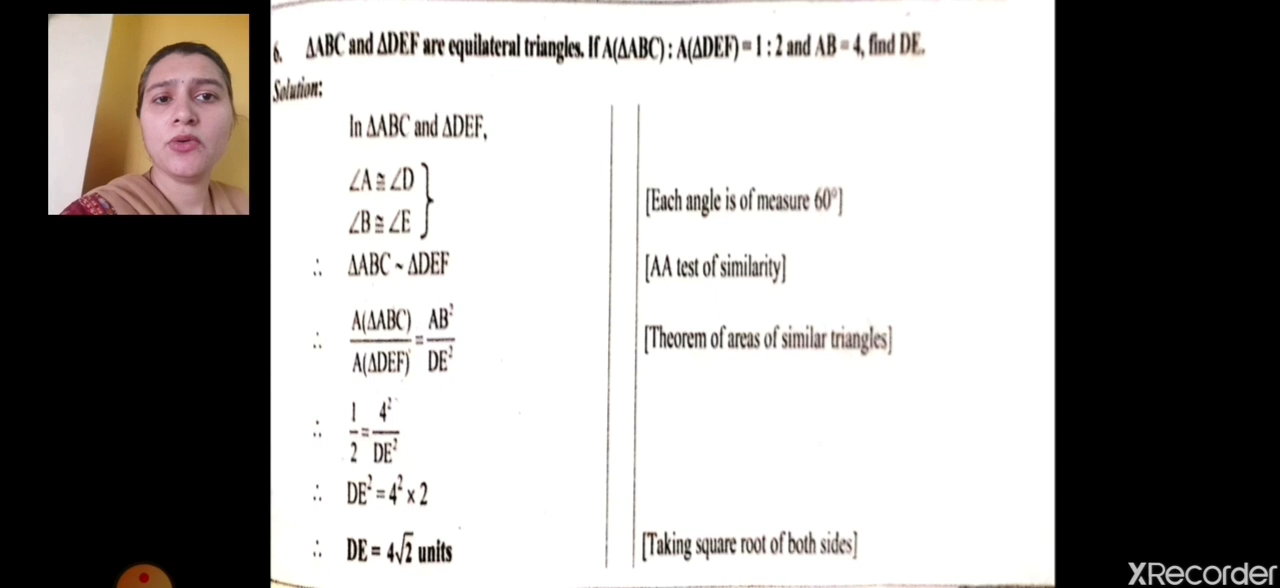 6. ΔABC and ΔDEF are equilateral triangles. If A(ΔABC) : A(ΔDEF) = 1 : 2 and AB = 4, find DE.
Solution:
In ΔABC and ΔDEF,
∠A ≅ ∠D
∠B ≅ ∠E } [Each angle is of measure 60°]
∴ ΔABC ~ ΔDEF [AA test of similarity]
∴ A(ΔABC)/A(ΔDEF) = AB²/DE² [Theorem of areas of similar triangles]
∴ 1/2 = 4²/DE²
∴ DE² = 4² × 2
∴ DE = 4√2 units [Taking square root of both sides]
XRecorder